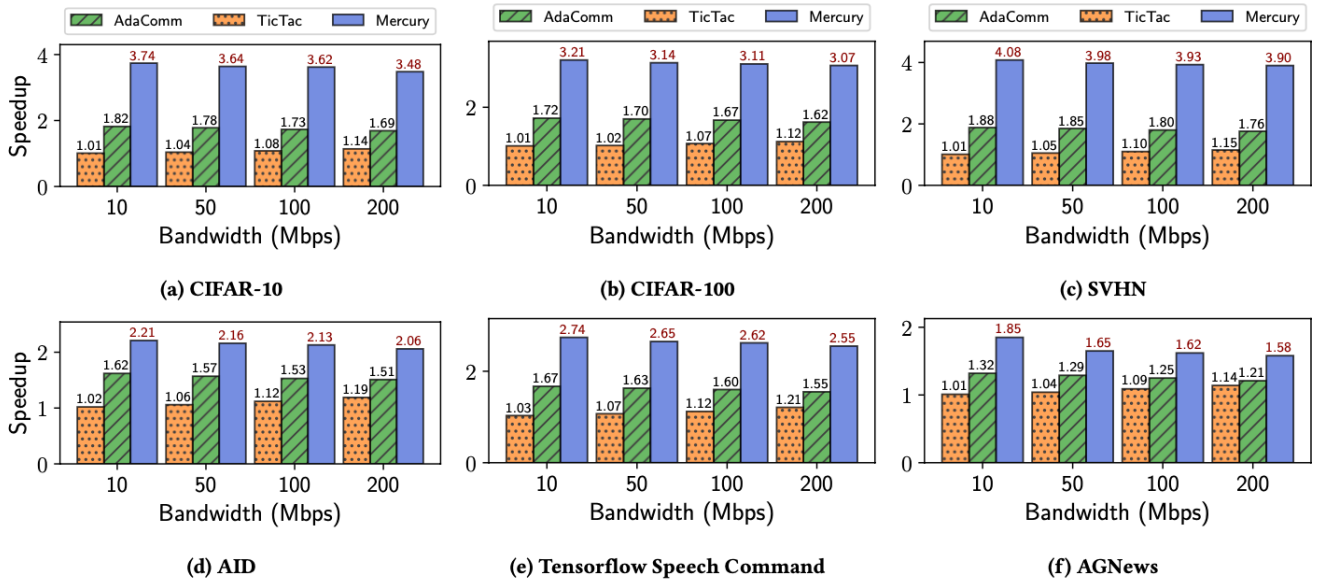 AdaComm TicTac Mercury
AdaComm TicTac Mercury
AdaComm TicTac Mercury
Speedup
4
2
0
1.01 1.82 3.74
1.04 1.78 3.64
1.08 1.73 3.62
1.14 1.69 3.48
10 50 100 200
Bandwidth (Mbps)
(a) CIFAR-10
2
0
1.01 1.72 3.21
1.02 1.70 3.14
1.07 1.67 3.11
1.12 1.62 3.07
10 50 100 200
Bandwidth (Mbps)
(b) CIFAR-100
4
2
0
1.01 1.88 4.08
1.05 1.85 3.98
1.10 1.80 3.93
1.15 1.76 3.90
10 50 100 200
Bandwidth (Mbps)
(c) SVHN
Speedup
2
1
0
1.02 1.62 2.21
1.06 1.57 2.16
1.12 1.53 2.13
1.19 1.51 2.06
10 50 100 200
Bandwidth (Mbps)
(d) AID
2
0
1.03 1.67 2.74
1.07 1.63 2.65
1.12 1.60 2.62
1.21 1.55 2.55
10 50 100 200
Bandwidth (Mbps)
(e) Tensorflow Speech Command
2
1
0
1.01 1.32 1.85
1.04 1.29 1.65
1.09 1.25 1.62
1.14 1.21 1.58
10 50 100 200
Bandwidth (Mbps)
(f) AGNews